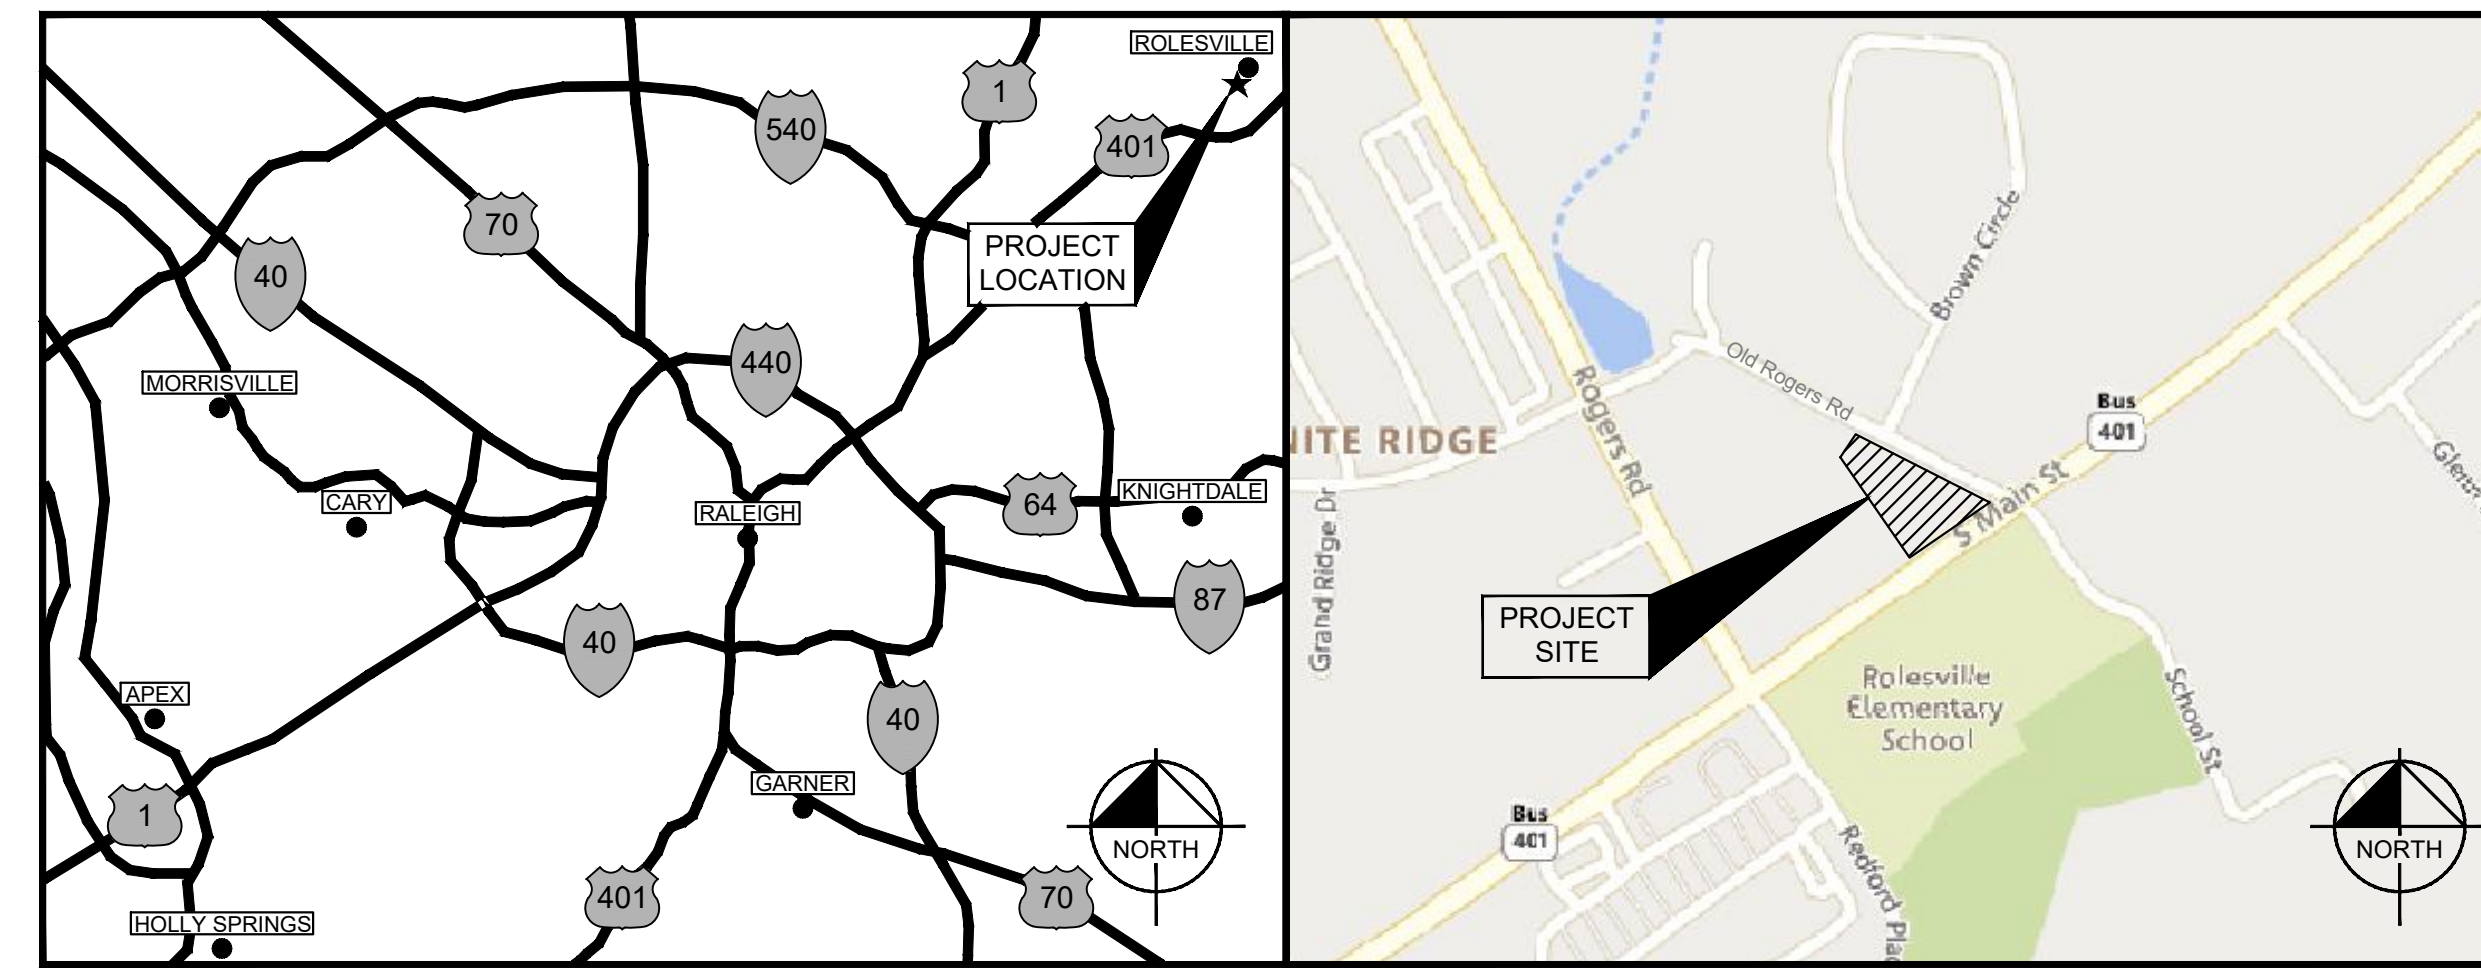 ROLESVILLE
1
540
401
70
PROJECT
LOCATION
40
440
MORRISVILLE
CARY
RALEIGH
64
KNIGHTDALE
87
40
APEX
40
GARNER
1
NORTH
401
70
HOLLY SPRINGS
Brown Circle
Old Rogers Rd
Rogers Rd
Bus
401
NITE RIDGE
S Main St
Grand Ridge Dr
PROJECT
SITE
Rolesville
Elementary
School
School St
Bus
401
Redford
NORTH